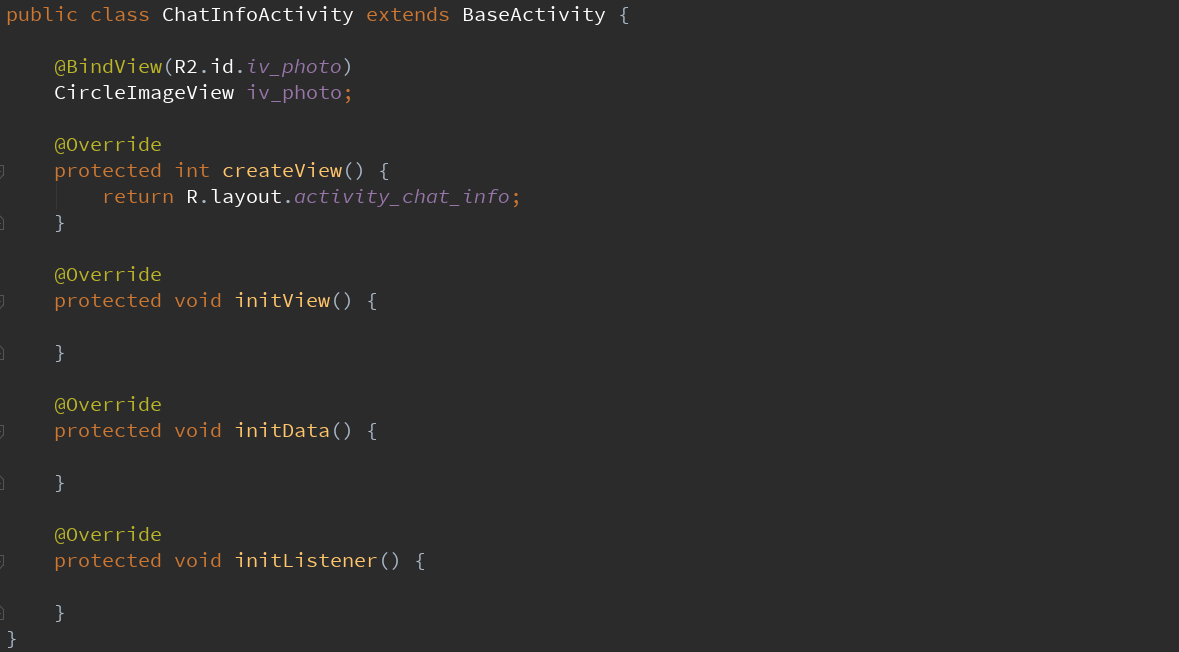 public class ChatInfoActivity extends BaseActivity {
@BindView(R2.id.iv_photo)
CircleImageView iv_photo;
@Override
protected int createView() {
return R.layout.activity_chat_info;
}
@Override
protected void initView() {
}
@Override
protected void initData() {
}
@Override
protected void initListener() {
}
}